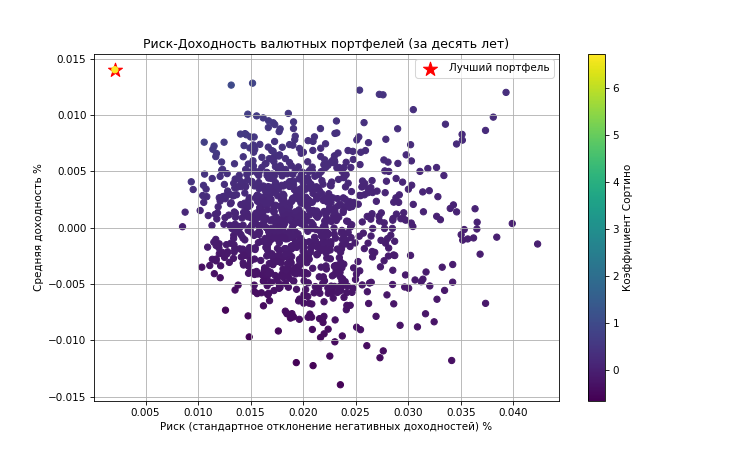 Риск-Доходность валютных портфелей (за десять лет)
Лучший портфель
Средняя доходность %
0.015
0.010
0.005
0.000
−0.005
−0.010
−0.015
0.005 0.010 0.015 0.020 0.025 0.030 0.035 0.040
Риск (стандартное отклонение негативных доходностей) %
6
5
4
3
2
1
0
Коэффициент Сортино